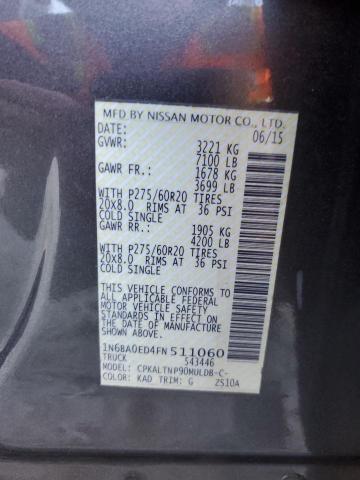 MFD BY NISSAN MOTOR CO., LTD.
DATE: 06/15
GVWR: 3221 KG
7100 LB
GAWR FR.: 1678 KG
3699 LB
WITH P275/60R20 TIRES
20X8.0 RIMS AT 36 PSI
COLD SINGLE
GAWR RR.: 1905 KG
4200 LB
WITH P275/60R20 TIRES
20X8.0 RIMS AT 36 PSI
COLD SINGLE
THIS VEHICLE CONFORMS TO ALL
APPLICABLE FEDERAL MOTOR
MOTOR VEHICLE SAFETY
STANDARDS IN EFFECT ON THE
DATE OF MANUFACTURE SHOWN
ABOVE.
1N6BA0ED4FN511060
TRUCK 543446
MODEL: CPKALTNP90MULDB-C-
COLOR: KAD TRIM: G ZS10A